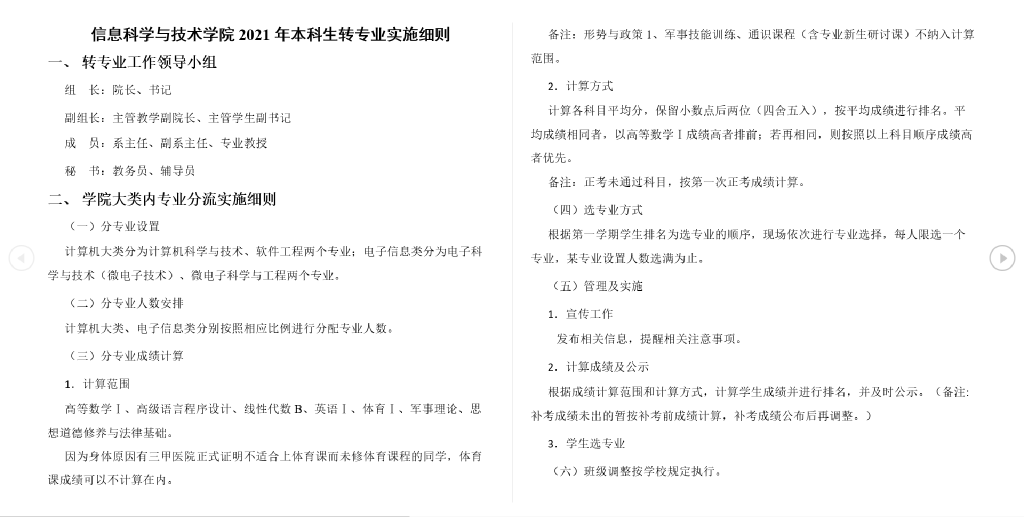 信息科学与技术学院 2021 年本科生转专业实施细则
一、 转专业工作领导小组
组　长：院长、书记
副组长：主管教学副院长、主管学生副书记
成　员：系主任、副系主任、专业教授
秘　书：教务员、辅导员
二、 学院大类内专业分流实施细则
（一）分专业设置
计算机大类分为计算机科学与技术、软件工程两个专业；电子信息类分为电子科
学与技术（微电子技术）、微电子科学与工程两个专业。
（二）分专业人数安排
计算机大类、电子信息类分别按照相应比例进行分配专业人数。
（三）分专业成绩计算
1．计算范围
高等数学Ⅰ、高级语言程序设计、线性代数 B、英语Ⅰ、体育Ⅰ、军事理论、思
想道德修养与法律基础。
因为身体原因有三甲医院正式证明不适合上体育课而未修体育课程的同学，体育
课成绩可以不计算在内。
备注：形势与政策 1、军事技能训练、通识课程（含专业新生研讨课）不纳入计算
范围。
2．计算方式
计算各科目平均分，保留小数点后两位（四舍五入），按平均成绩进行排名。平
均成绩相同者，以高等数学Ⅰ成绩高者排前；若再相同，则按照以上科目顺序成绩高
者优先。
备注：正考未通过科目，按第一次正考成绩计算。
（四）选专业方式
根据第一学期学生排名为选专业的顺序，现场依次进行专业选择，每人限选一个
专业，某专业设置人数选满为止。
（五）管理及实施
1．宣传工作
发布相关信息，提醒相关注意事项。
2．计算成绩及公示
根据成绩计算范围和计算方式，计算学生成绩并进行排名，并及时公示。（备注：
补考成绩未出的暂按补考前成绩计算，补考成绩公布后再调整。）
3．学生选专业
（六）班级调整按学校规定执行。